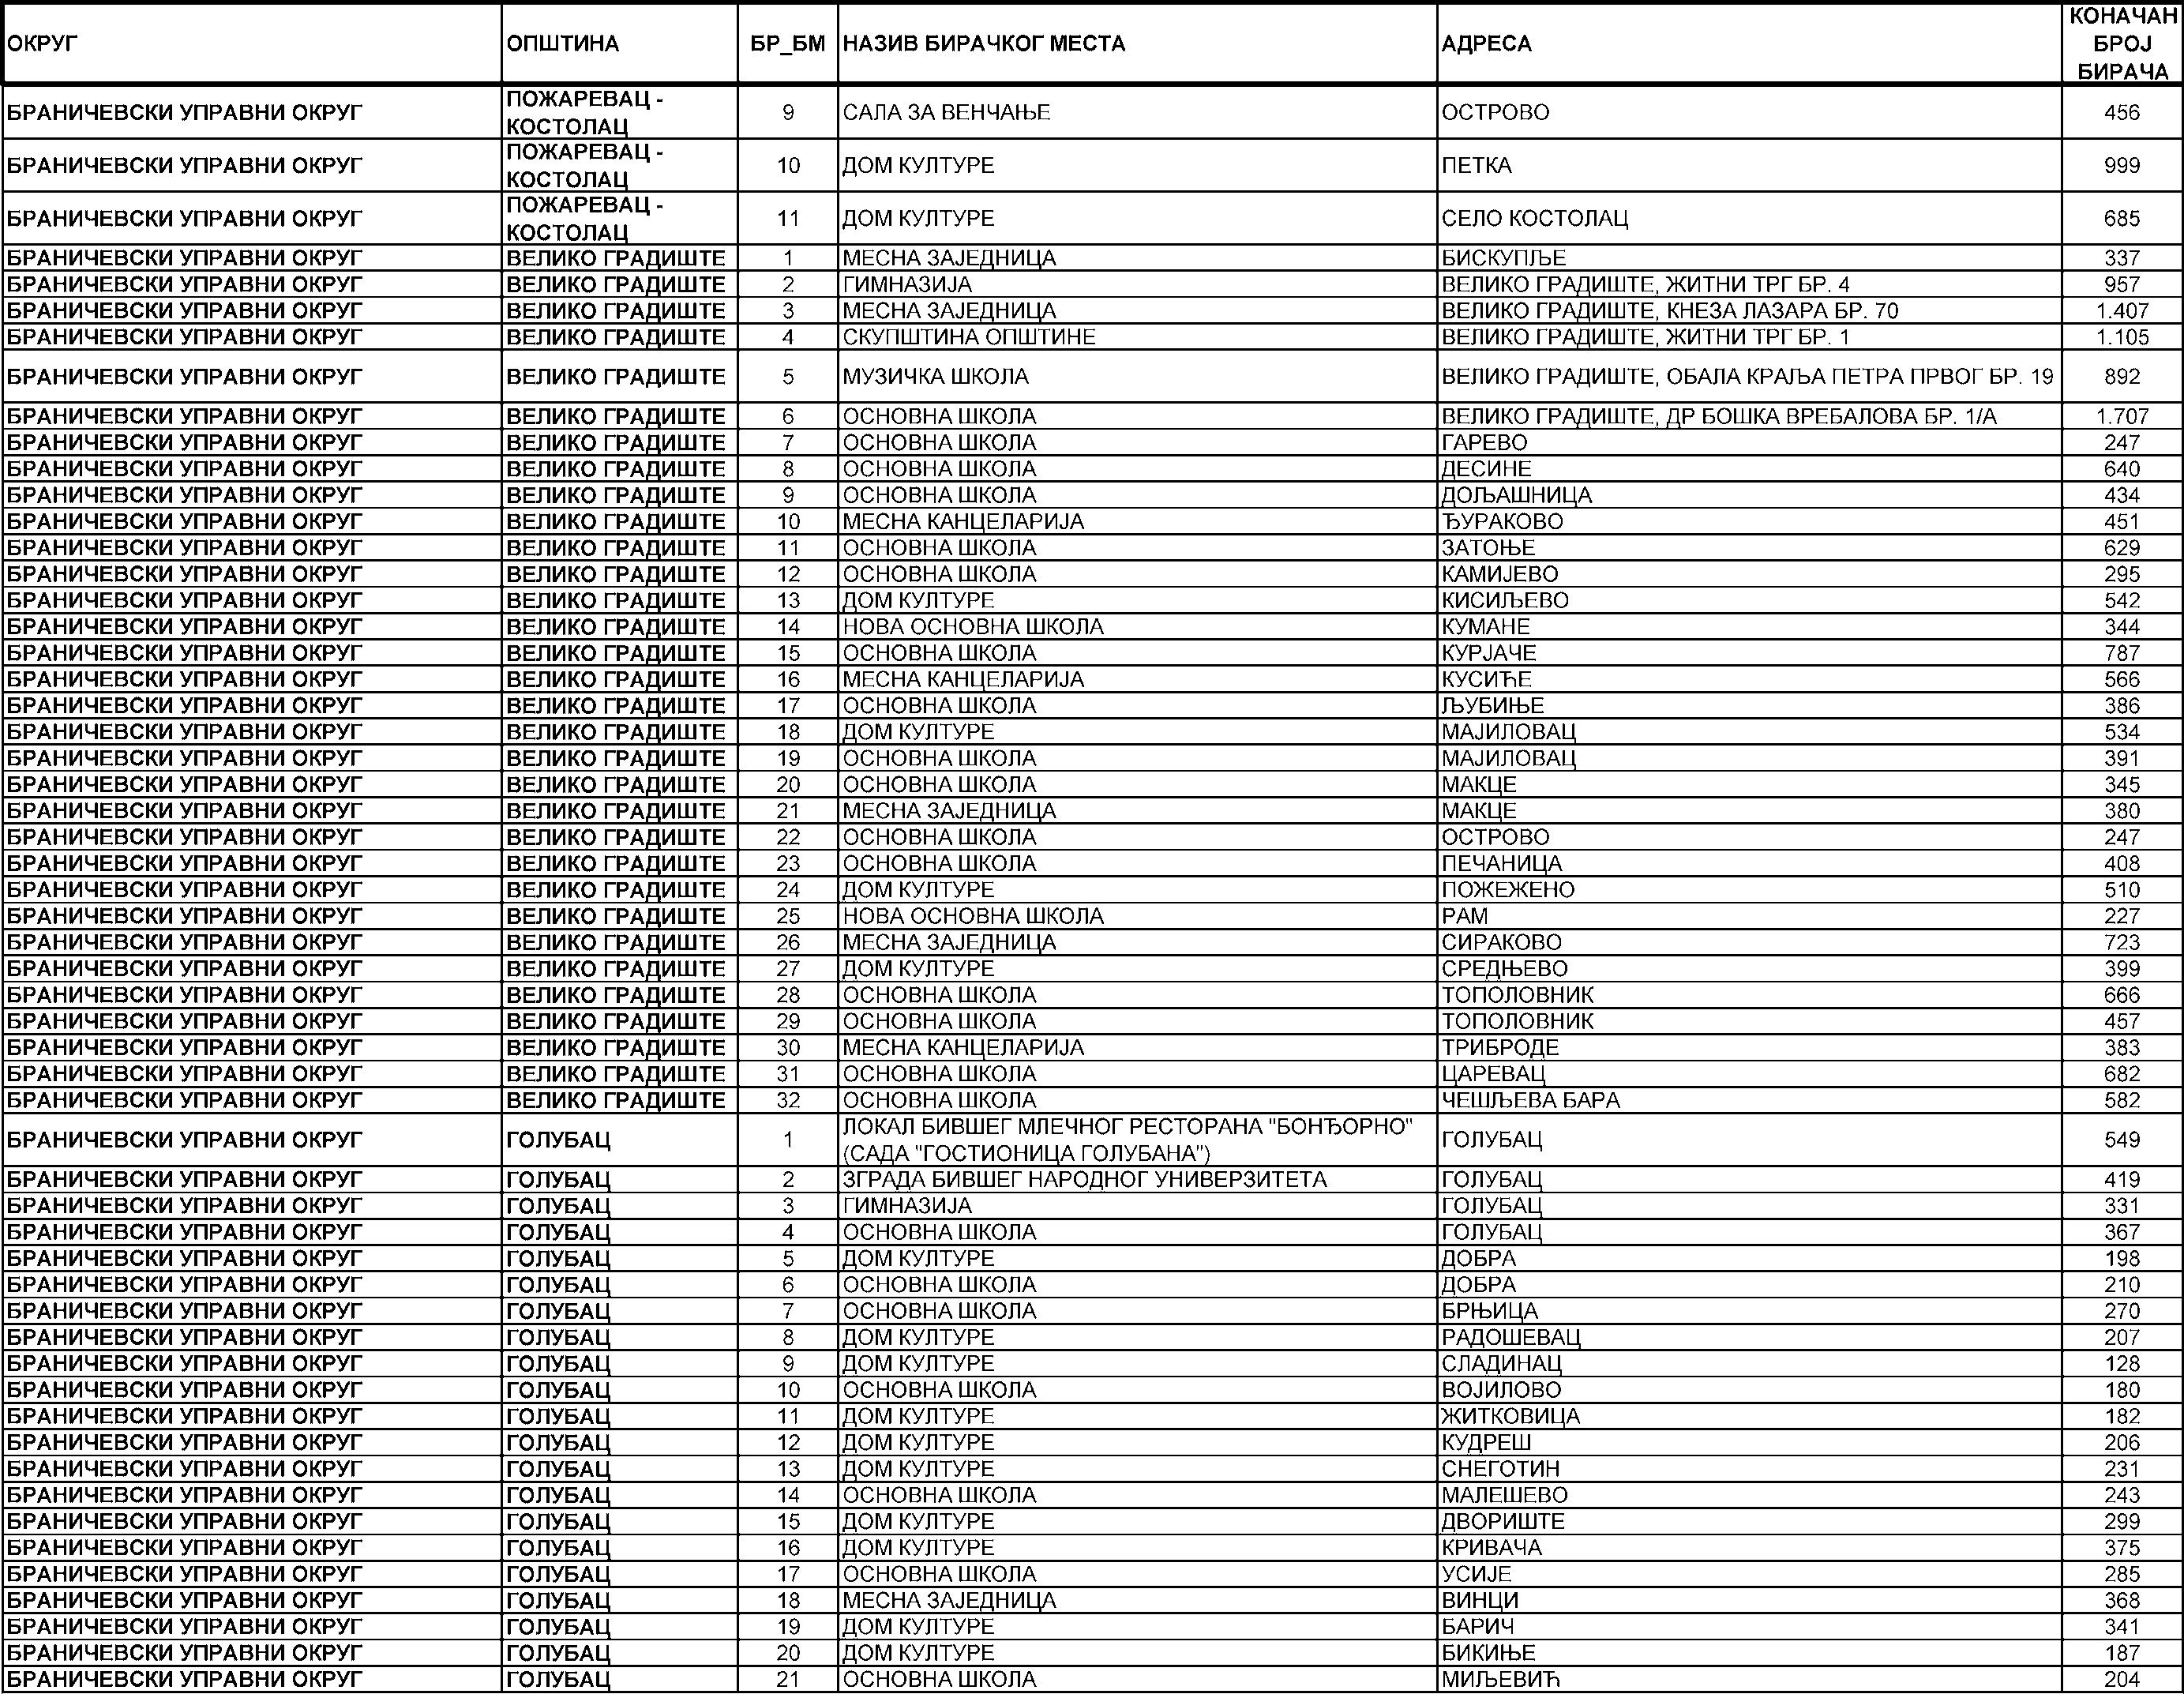 ОКРУГ ОПШТИНА БР_БМ НАЗИВ БИРАЧКОГ МЕСТА АДРЕСА КОНАЧАН БРОЈ БИРАЧА
БРАНИЧЕВСКИ УПРАВНИ ОКРУГ ПОЖАРЕВАЦ - КОСТОЛАЦ 9 САЛА ЗА ВЕНЧАЊЕ ОСТРОВО 456
БРАНИЧЕВСКИ УПРАВНИ ОКРУГ ПОЖАРЕВАЦ - КОСТОЛАЦ 10 ДОМ КУЛТУРЕ ПЕТКА 999
БРАНИЧЕВСКИ УПРАВНИ ОКРУГ ПОЖАРЕВАЦ - КОСТОЛАЦ 11 ДОМ КУЛТУРЕ СЕЛО КОСТОЛАЦ 685
БРАНИЧЕВСКИ УПРАВНИ ОКРУГ ВЕЛИКО ГРАДИШТЕ 1 МЕСНА ЗАЈЕДНИЦА БИСКУПЉЕ 337
БРАНИЧЕВСКИ УПРАВНИ ОКРУГ ВЕЛИКО ГРАДИШТЕ 2 ГИМНАЗИЈА ВЕЛИКО ГРАДИШТЕ, ЖИТНИ ТРГ БР. 4 957
БРАНИЧЕВСКИ УПРАВНИ ОКРУГ ВЕЛИКО ГРАДИШТЕ 3 МЕСНА ЗАЈЕДНИЦА ВЕЛИКО ГРАДИШТЕ, КНЕЗА ЛАЗАРА БР. 70 1.407
БРАНИЧЕВСКИ УПРАВНИ ОКРУГ ВЕЛИКО ГРАДИШТЕ 4 СКУПШТИНА ОПШТИНЕ ВЕЛИКО ГРАДИШТЕ, ЖИТНИ ТРГ БР. 1 1.105
БРАНИЧЕВСКИ УПРАВНИ ОКРУГ ВЕЛИКО ГРАДИШТЕ 5 МУЗИЧКА ШКОЛА ВЕЛИКО ГРАДИШТЕ, ОБАЛА КРАЉА ПЕТРА ПРВОГ БР. 19 892
БРАНИЧЕВСКИ УПРАВНИ ОКРУГ ВЕЛИКО ГРАДИШТЕ 6 ОСНОВНА ШКОЛА ВЕЛИКО ГРАДИШТЕ, ДР БОШКА ВРЕБАЛОВА БР. 1/А 1.707
БРАНИЧЕВСКИ УПРАВНИ ОКРУГ ВЕЛИКО ГРАДИШТЕ 7 ОСНОВНА ШКОЛА ГАРЕВО 247
БРАНИЧЕВСКИ УПРАВНИ ОКРУГ ВЕЛИКО ГРАДИШТЕ 8 ОСНОВНА ШКОЛА ДЕСИНЕ 640
БРАНИЧЕВСКИ УПРАВНИ ОКРУГ ВЕЛИКО ГРАДИШТЕ 9 ОСНОВНА ШКОЛА ДОЉАШНИЦА 434
БРАНИЧЕВСКИ УПРАВНИ ОКРУГ ВЕЛИКО ГРАДИШТЕ 10 МЕСНА КАНЦЕЛАРИЈА ЂУРАКОВО 451
БРАНИЧЕВСКИ УПРАВНИ ОКРУГ ВЕЛИКО ГРАДИШТЕ 11 ОСНОВНА ШКОЛА ЗАТОЊЕ 629
БРАНИЧЕВСКИ УПРАВНИ ОКРУГ ВЕЛИКО ГРАДИШТЕ 12 ОСНОВНА ШКОЛА КАМИЈЕВО 295
БРАНИЧЕВСКИ УПРАВНИ ОКРУГ ВЕЛИКО ГРАДИШТЕ 13 ДОМ КУЛТУРЕ КИСИЉЕВО 542
БРАНИЧЕВСКИ УПРАВНИ ОКРУГ ВЕЛИКО ГРАДИШТЕ 14 НОВА ОСНОВНА ШКОЛА КУМАНЕ 344
БРАНИЧЕВСКИ УПРАВНИ ОКРУГ ВЕЛИКО ГРАДИШТЕ 15 ОСНОВНА ШКОЛА КУРЈАЧЕ 787
БРАНИЧЕВСКИ УПРАВНИ ОКРУГ ВЕЛИКО ГРАДИШТЕ 16 МЕСНА КАНЦЕЛАРИЈА КУСИЋЕ 566
БРАНИЧЕВСКИ УПРАВНИ ОКРУГ ВЕЛИКО ГРАДИШТЕ 17 ОСНОВНА ШКОЛА ЉУБИЊЕ 386
БРАНИЧЕВСКИ УПРАВНИ ОКРУГ ВЕЛИКО ГРАДИШТЕ 18 ДОМ КУЛТУРЕ МАЈИЛОВАЦ 534
БРАНИЧЕВСКИ УПРАВНИ ОКРУГ ВЕЛИКО ГРАДИШТЕ 19 ОСНОВНА ШКОЛА МАЈИЛОВАЦ 391
БРАНИЧЕВСКИ УПРАВНИ ОКРУГ ВЕЛИКО ГРАДИШТЕ 20 ОСНОВНА ШКОЛА МАКЦЕ 345
БРАНИЧЕВСКИ УПРАВНИ ОКРУГ ВЕЛИКО ГРАДИШТЕ 21 МЕСНА ЗАЈЕДНИЦА МАКЦЕ 380
БРАНИЧЕВСКИ УПРАВНИ ОКРУГ ВЕЛИКО ГРАДИШТЕ 22 ОСНОВНА ШКОЛА ОСТРОВО 247
БРАНИЧЕВСКИ УПРАВНИ ОКРУГ ВЕЛИКО ГРАДИШТЕ 23 ОСНОВНА ШКОЛА ПЕЧАНИЦА 408
БРАНИЧЕВСКИ УПРАВНИ ОКРУГ ВЕЛИКО ГРАДИШТЕ 24 ДОМ КУЛТУРЕ ПОЖЕЖЕНО 510
БРАНИЧЕВСКИ УПРАВНИ ОКРУГ ВЕЛИКО ГРАДИШТЕ 25 НОВА ОСНОВНА ШКОЛА РАМ 227
БРАНИЧЕВСКИ УПРАВНИ ОКРУГ ВЕЛИКО ГРАДИШТЕ 26 МЕСНА ЗАЈЕДНИЦА СИРАКОВО 723
БРАНИЧЕВСКИ УПРАВНИ ОКРУГ ВЕЛИКО ГРАДИШТЕ 27 ДОМ КУЛТУРЕ СРЕДЊЕВО 399
БРАНИЧЕВСКИ УПРАВНИ ОКРУГ ВЕЛИКО ГРАДИШТЕ 28 ОСНОВНА ШКОЛА ТОПОЛОВНИК 666
БРАНИЧЕВСКИ УПРАВНИ ОКРУГ ВЕЛИКО ГРАДИШТЕ 29 ОСНОВНА ШКОЛА ТОПОЛОВНИК 457
БРАНИЧЕВСКИ УПРАВНИ ОКРУГ ВЕЛИКО ГРАДИШТЕ 30 МЕСНА КАНЦЕЛАРИЈА ТРИБРОДЕ 383
БРАНИЧЕВСКИ УПРАВНИ ОКРУГ ВЕЛИКО ГРАДИШТЕ 31 ОСНОВНА ШКОЛА ЦАРЕВАЦ 682
БРАНИЧЕВСКИ УПРАВНИ ОКРУГ ВЕЛИКО ГРАДИШТЕ 32 ОСНОВНА ШКОЛА ЧЕШЉЕВА БАРА 582
БРАНИЧЕВСКИ УПРАВНИ ОКРУГ ГОЛУБАЦ 1 ЛОКАЛ БИВШЕГ МЛЕЧНОГ РЕСТОРАНА "БОНЂОРНО" (САДА "ГОСТИОНИЦА ГОЛУБАНА") ГОЛУБАЦ 549
БРАНИЧЕВСКИ УПРАВНИ ОКРУГ ГОЛУБАЦ 2 ЗГРАДА БИВШЕГ НАРОДНОГ УНИВЕРЗИТЕТА ГОЛУБАЦ 419
БРАНИЧЕВСКИ УПРАВНИ ОКРУГ ГОЛУБАЦ 3 ГИМНАЗИЈА ГОЛУБАЦ 331
БРАНИЧЕВСКИ УПРАВНИ ОКРУГ ГОЛУБАЦ 4 ОСНОВНА ШКОЛА ГОЛУБАЦ 367
БРАНИЧЕВСКИ УПРАВНИ ОКРУГ ГОЛУБАЦ 5 ДОМ КУЛТУРЕ ДОБРА 198
БРАНИЧЕВСКИ УПРАВНИ ОКРУГ ГОЛУБАЦ 6 ОСНОВНА ШКОЛА ДОБРА 210
БРАНИЧЕВСКИ УПРАВНИ ОКРУГ ГОЛУБАЦ 7 ОСНОВНА ШКОЛА БРЊИЦА 270
БРАНИЧЕВСКИ УПРАВНИ ОКРУГ ГОЛУБАЦ 8 ДОМ КУЛТУРЕ РАДОШЕВАЦ 207
БРАНИЧЕВСКИ УПРАВНИ ОКРУГ ГОЛУБАЦ 9 ДОМ КУЛТУРЕ СЛАДИНАЦ 128
БРАНИЧЕВСКИ УПРАВНИ ОКРУГ ГОЛУБАЦ 10 ОСНОВНА ШКОЛА ВОЈИЛОВО 180
БРАНИЧЕВСКИ УПРАВНИ ОКРУГ ГОЛУБАЦ 11 ДОМ КУЛТУРЕ ЖИТКОВИЦА 182
БРАНИЧЕВСКИ УПРАВНИ ОКРУГ ГОЛУБАЦ 12 ДОМ КУЛТУРЕ КУДРЕШ 206
БРАНИЧЕВСКИ УПРАВНИ ОКРУГ ГОЛУБАЦ 13 ДОМ КУЛТУРЕ СНЕГОТИН 231
БРАНИЧЕВСКИ УПРАВНИ ОКРУГ ГОЛУБАЦ 14 ОСНОВНА ШКОЛА МАЛЕШЕВО 243
БРАНИЧЕВСКИ УПРАВНИ ОКРУГ ГОЛУБАЦ 15 ДОМ КУЛТУРЕ ДВОРИШТЕ 299
БРАНИЧЕВСКИ УПРАВНИ ОКРУГ ГОЛУБАЦ 16 ДОМ КУЛТУРЕ КРИВАЧА 375
БРАНИЧЕВСКИ УПРАВНИ ОКРУГ ГОЛУБАЦ 17 ОСНОВНА ШКОЛА УСИЈЕ 285
БРАНИЧЕВСКИ УПРАВНИ ОКРУГ ГОЛУБАЦ 18 МЕСНА ЗАЈЕДНИЦА ВИНЦИ 368
БРАНИЧЕВСКИ УПРАВНИ ОКРУГ ГОЛУБАЦ 19 ДОМ КУЛТУРЕ БАРИЧ 341
БРАНИЧЕВСКИ УПРАВНИ ОКРУГ ГОЛУБАЦ 20 ДОМ КУЛТУРЕ БИКИЊЕ 187
БРАНИЧЕВСКИ УПРАВНИ ОКРУГ ГОЛУБАЦ 21 ОСНОВНА ШКОЛА МИЉЕВИЋ 204